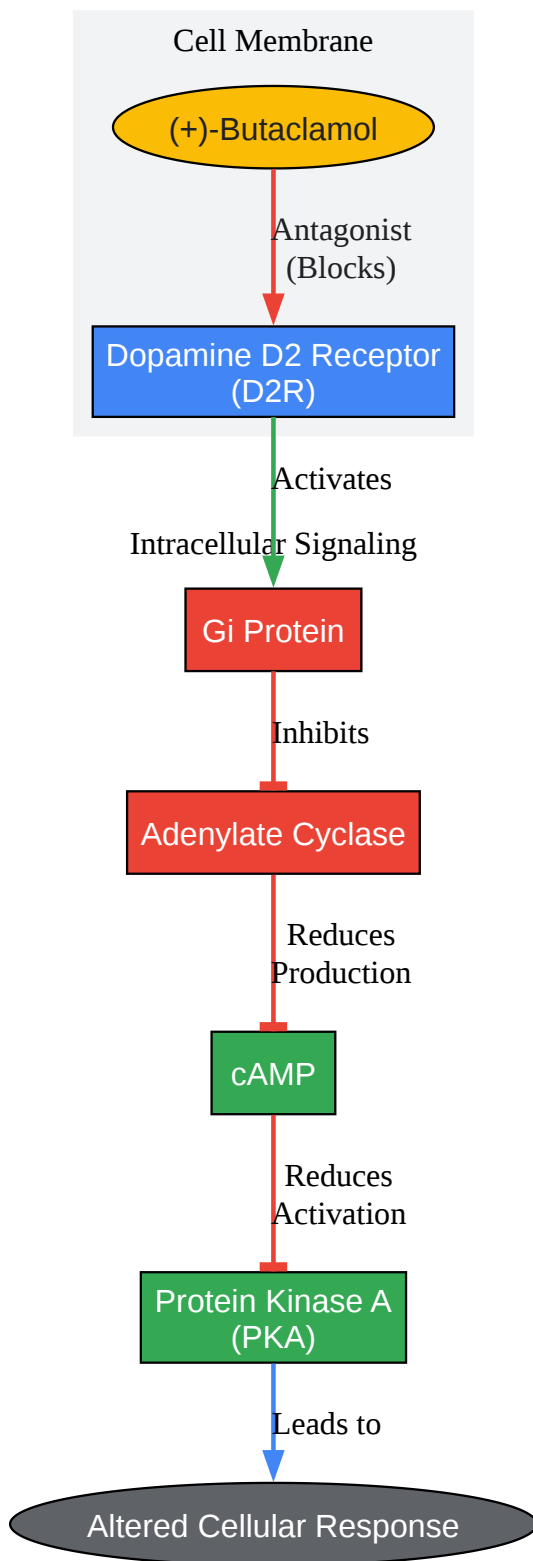 Cell Membrane
(+)-Butaclamol
Antagonist
(Blocks)
Dopamine D2 Receptor
(D2R)
Activates
Intracellular Signaling
Gi Protein
Inhibits
Adenylate Cyclase
Reduces
Production
cAMP
Reduces
Activation
Protein Kinase A
(PKA)
Leads to
Altered Cellular Response